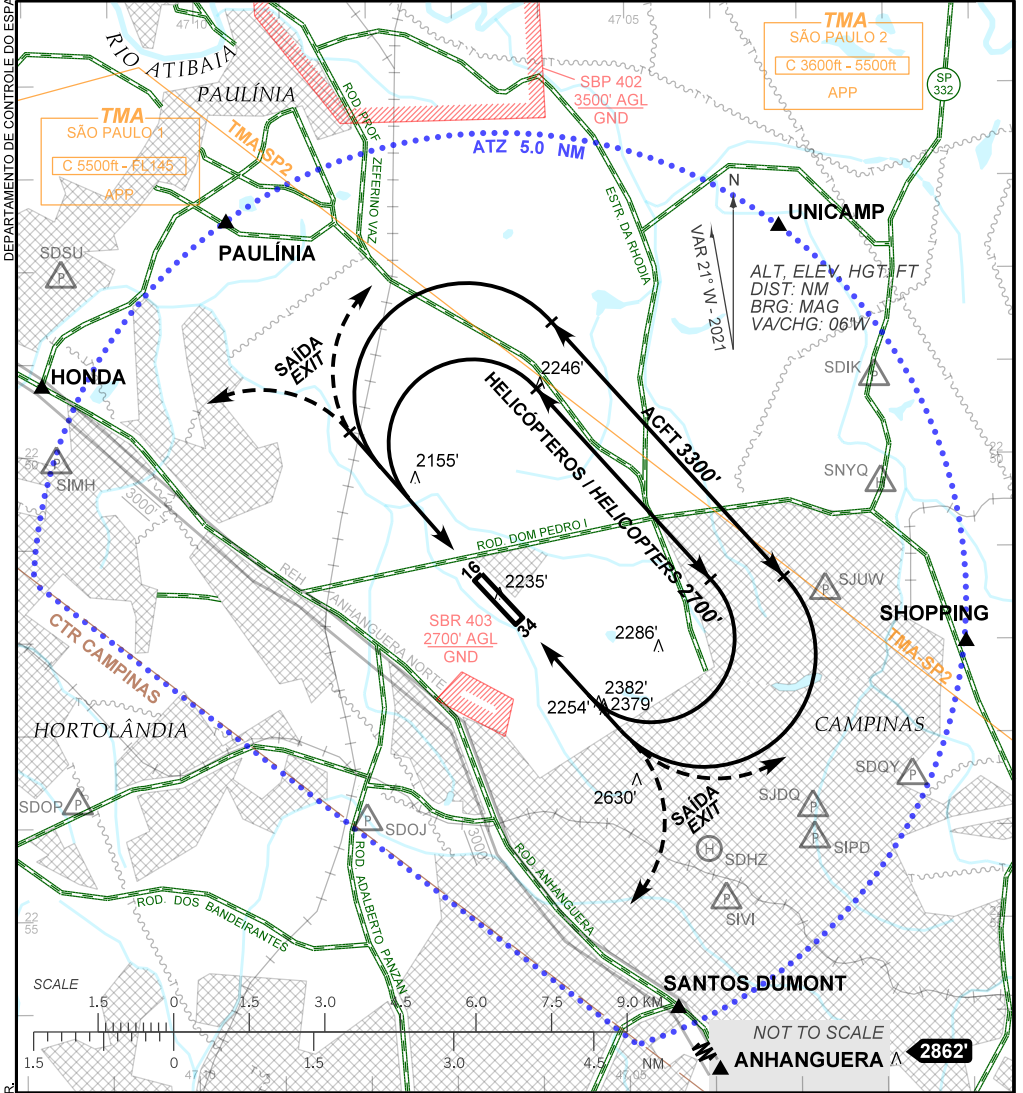 DEPARTAMENTO DE CONTROLE DO ESPA
47 10
47 05
RIO ATIBAIA
PAULÍNIA
TMA
SÃO PAULO 1
C 5500ft - FL145
APP
TMA-SP2
ROD. PROF. ZEFERINO VAZ
SBP 402
3500' AGL
GND
TMA
SÃO PAULO 2
C 3600ft - 5500ft
APP
SP
332
ATZ 5.0 NM
ESTR. DA RHODIA
N
VAR 21° W - 2021
UNICAMP
ALT, ELEV, HGT: FT
DIST: NM
BRG: MAG
VA/CHG: 06'W
PAULÍNIA
SDSU
P
HONDA
SAÍDA
EXIT
2246'
ACFT 3300'
HELICÓPTEROS / HELICOPTERS 2700'
SDIK
P
22
50
SIMH
P
2155'
SNYQ
H
3000'
REH
ANHANGUERA NORTE
ROD. DOM PEDRO I
16
2235'
34
SBR 403
2700' AGL
GND
SJUW
P
SHOPPING
2286'
TMA-SP2
CTR CAMPINAS
2382'
2379'
2254'
HORTOLÂNDIA
CAMPINAS
2630'
SAÍDA
EXIT
SDQY
P
SDOP
P
SDOJ
P
SJDQ
P
SIPD
P
3000'
H
SDHZ
P
SIVI
ROD. ANHANGUERA
ROD. ADALBERTO PANZAN
ROD. DOS BANDEIRANTES
22
55
SCALE
1.5 0 1.5 3.0 4.5 6.0 7.5 9.0 KM
1.5 0 1.5 3.0 4.5 NM
47 10
47 05
SANTOS DUMONT
NOT TO SCALE
ANHANGUERA
2862'
R.